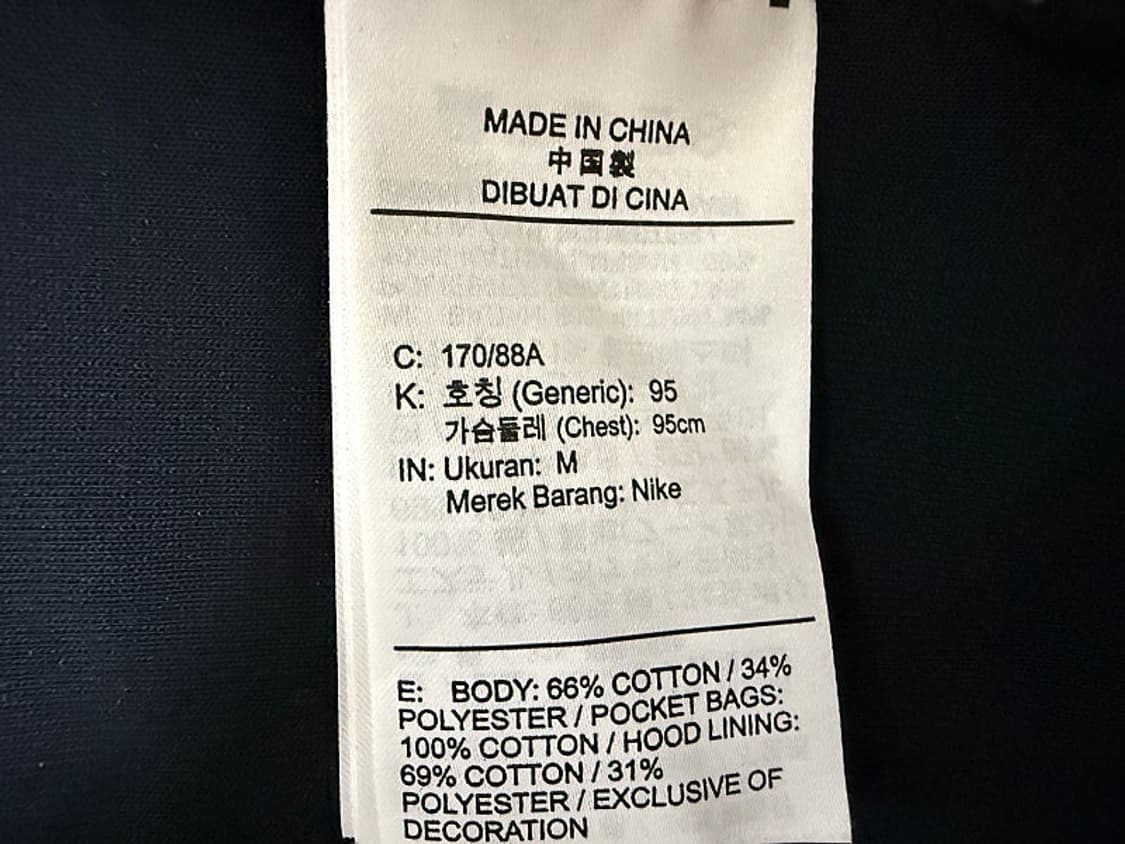 MADE IN CHINA
中国製
DIBUAT DI CINA
C: 170/88A
K: 호칭 (Generic): 95
가슴둘레 (Chest): 95cm
IN: Ukuran: M
Merek Barang: Nike
E: BODY: 66% COTTON / 34%
POLYESTER / POCKET BAGS:
100% COTTON / HOOD LINING:
69% COTTON / 31%
POLYESTER / EXCLUSIVE OF
DECORATION